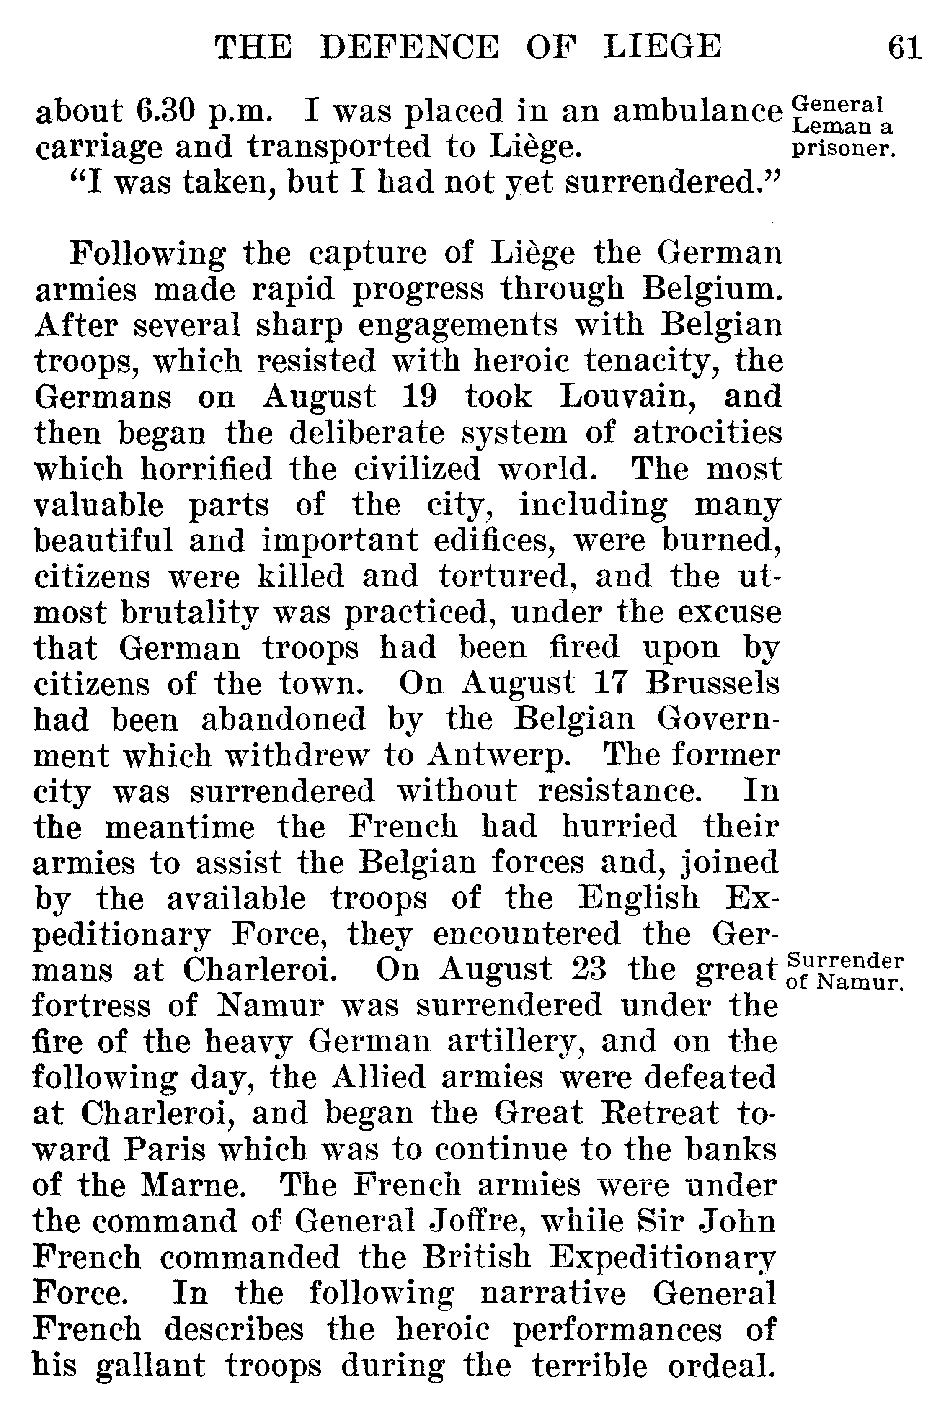 THE DEFENCE OF LIEGE 61
about 6.30 p.m. I was placed in an ambulance
carriage and transported to Liège.
General
Leman a
prisoner.
“I was taken, but I had not yet surrendered.”
Following the capture of Liège the German
armies made rapid progress through Belgium.
After several sharp engagements with Belgian
troops, which resisted with heroic tenacity, the
Germans on August 19 took Louvain, and
then began the deliberate system of atrocities
which horrified the civilized world. The most
valuable parts of the city, including many
beautiful and important edifices, were burned,
citizens were killed and tortured, and the ut-
most brutality was practiced, under the excuse
that German troops had been fired upon by
citizens of the town. On August 17 Brussels
had been abandoned by the Belgian Govern-
ment which withdrew to Antwerp. The former
city was surrendered without resistance. In
the meantime the French had hurried their
armies to assist the Belgian forces and, joined
by the available troops of the English Ex-
peditionary Force, they encountered the Ger-
mans at Charleroi. On August 23 the great
Surrender
of Namur.
fortress of Namur was surrendered under the
fire of the heavy German artillery, and on the
following day, the Allied armies were defeated
at Charleroi, and began the Great Retreat to-
ward Paris which was to continue to the banks
of the Marne. The French armies were under
the command of General Joffre, while Sir John
French commanded the British Expeditionary
Force. In the following narrative General
French describes the heroic performances of
his gallant troops during the terrible ordeal.